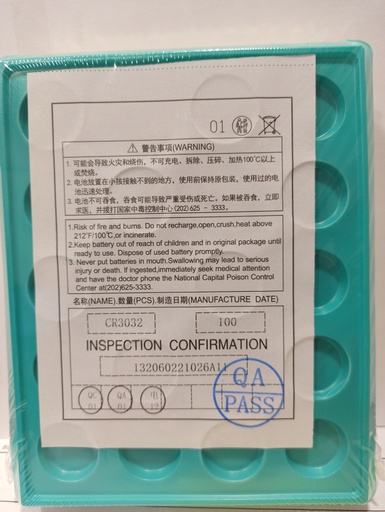 01
警告事项(WARNING)
1. 可能会导致火灾和烧伤，不可充电、拆除、压碎、加热100℃以上
或焚烧。
2. 电池放置在小孩接触不到的地方，使用前保持原包装，使用过的电
池迅速处理。
3. 电池不可吞食，吞食可能导致严重受伤或死亡。如果被吞食，立即
求医，并拨打国家中毒控制中心(202)625－3333。
1.Risk of fire and burns. Do not recharge,open,crush,heat above
212℉/100℃,or incinerate.
2.Keep battery out of reach of children and in original package until
ready to use. Dispose of used battery promptly.
3. Never put batteries in mouth.Swallowing may lead to serious
injury or death. If ingested,immediately seek medical attention
and have the doctor phone the National Capital Poison Control
Center at(202)625-3333.
名称(NAME).数量(PCS).制造日期(MANUFACTURE DATE)
CR3032 100
INSPECTION CONFIRMATION
132060221026A11
QC QA 电
01 01 12
QA
PASS